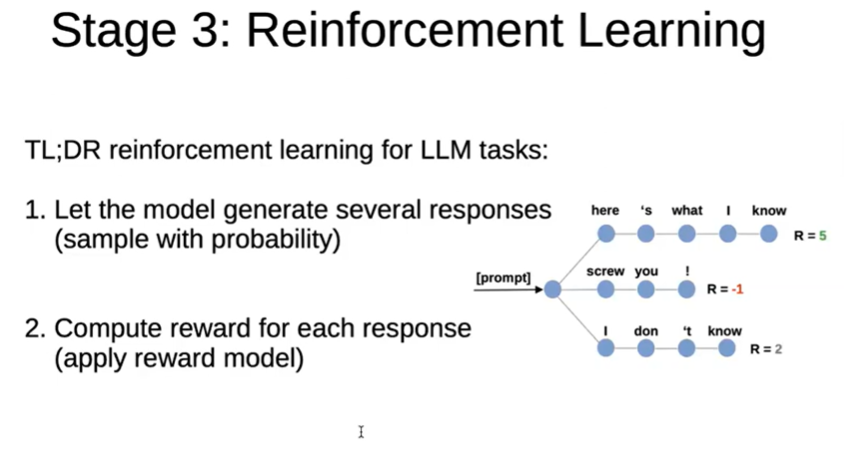 Stage 3: Reinforcement Learning
TL;DR reinforcement learning for LLM tasks:
1. Let the model generate several responses
(sample with probability)
2. Compute reward for each response
(apply reward model)
[prompt]
here 's what I know
R = 5
screw you !
R = -1
I don 't know
R = 2